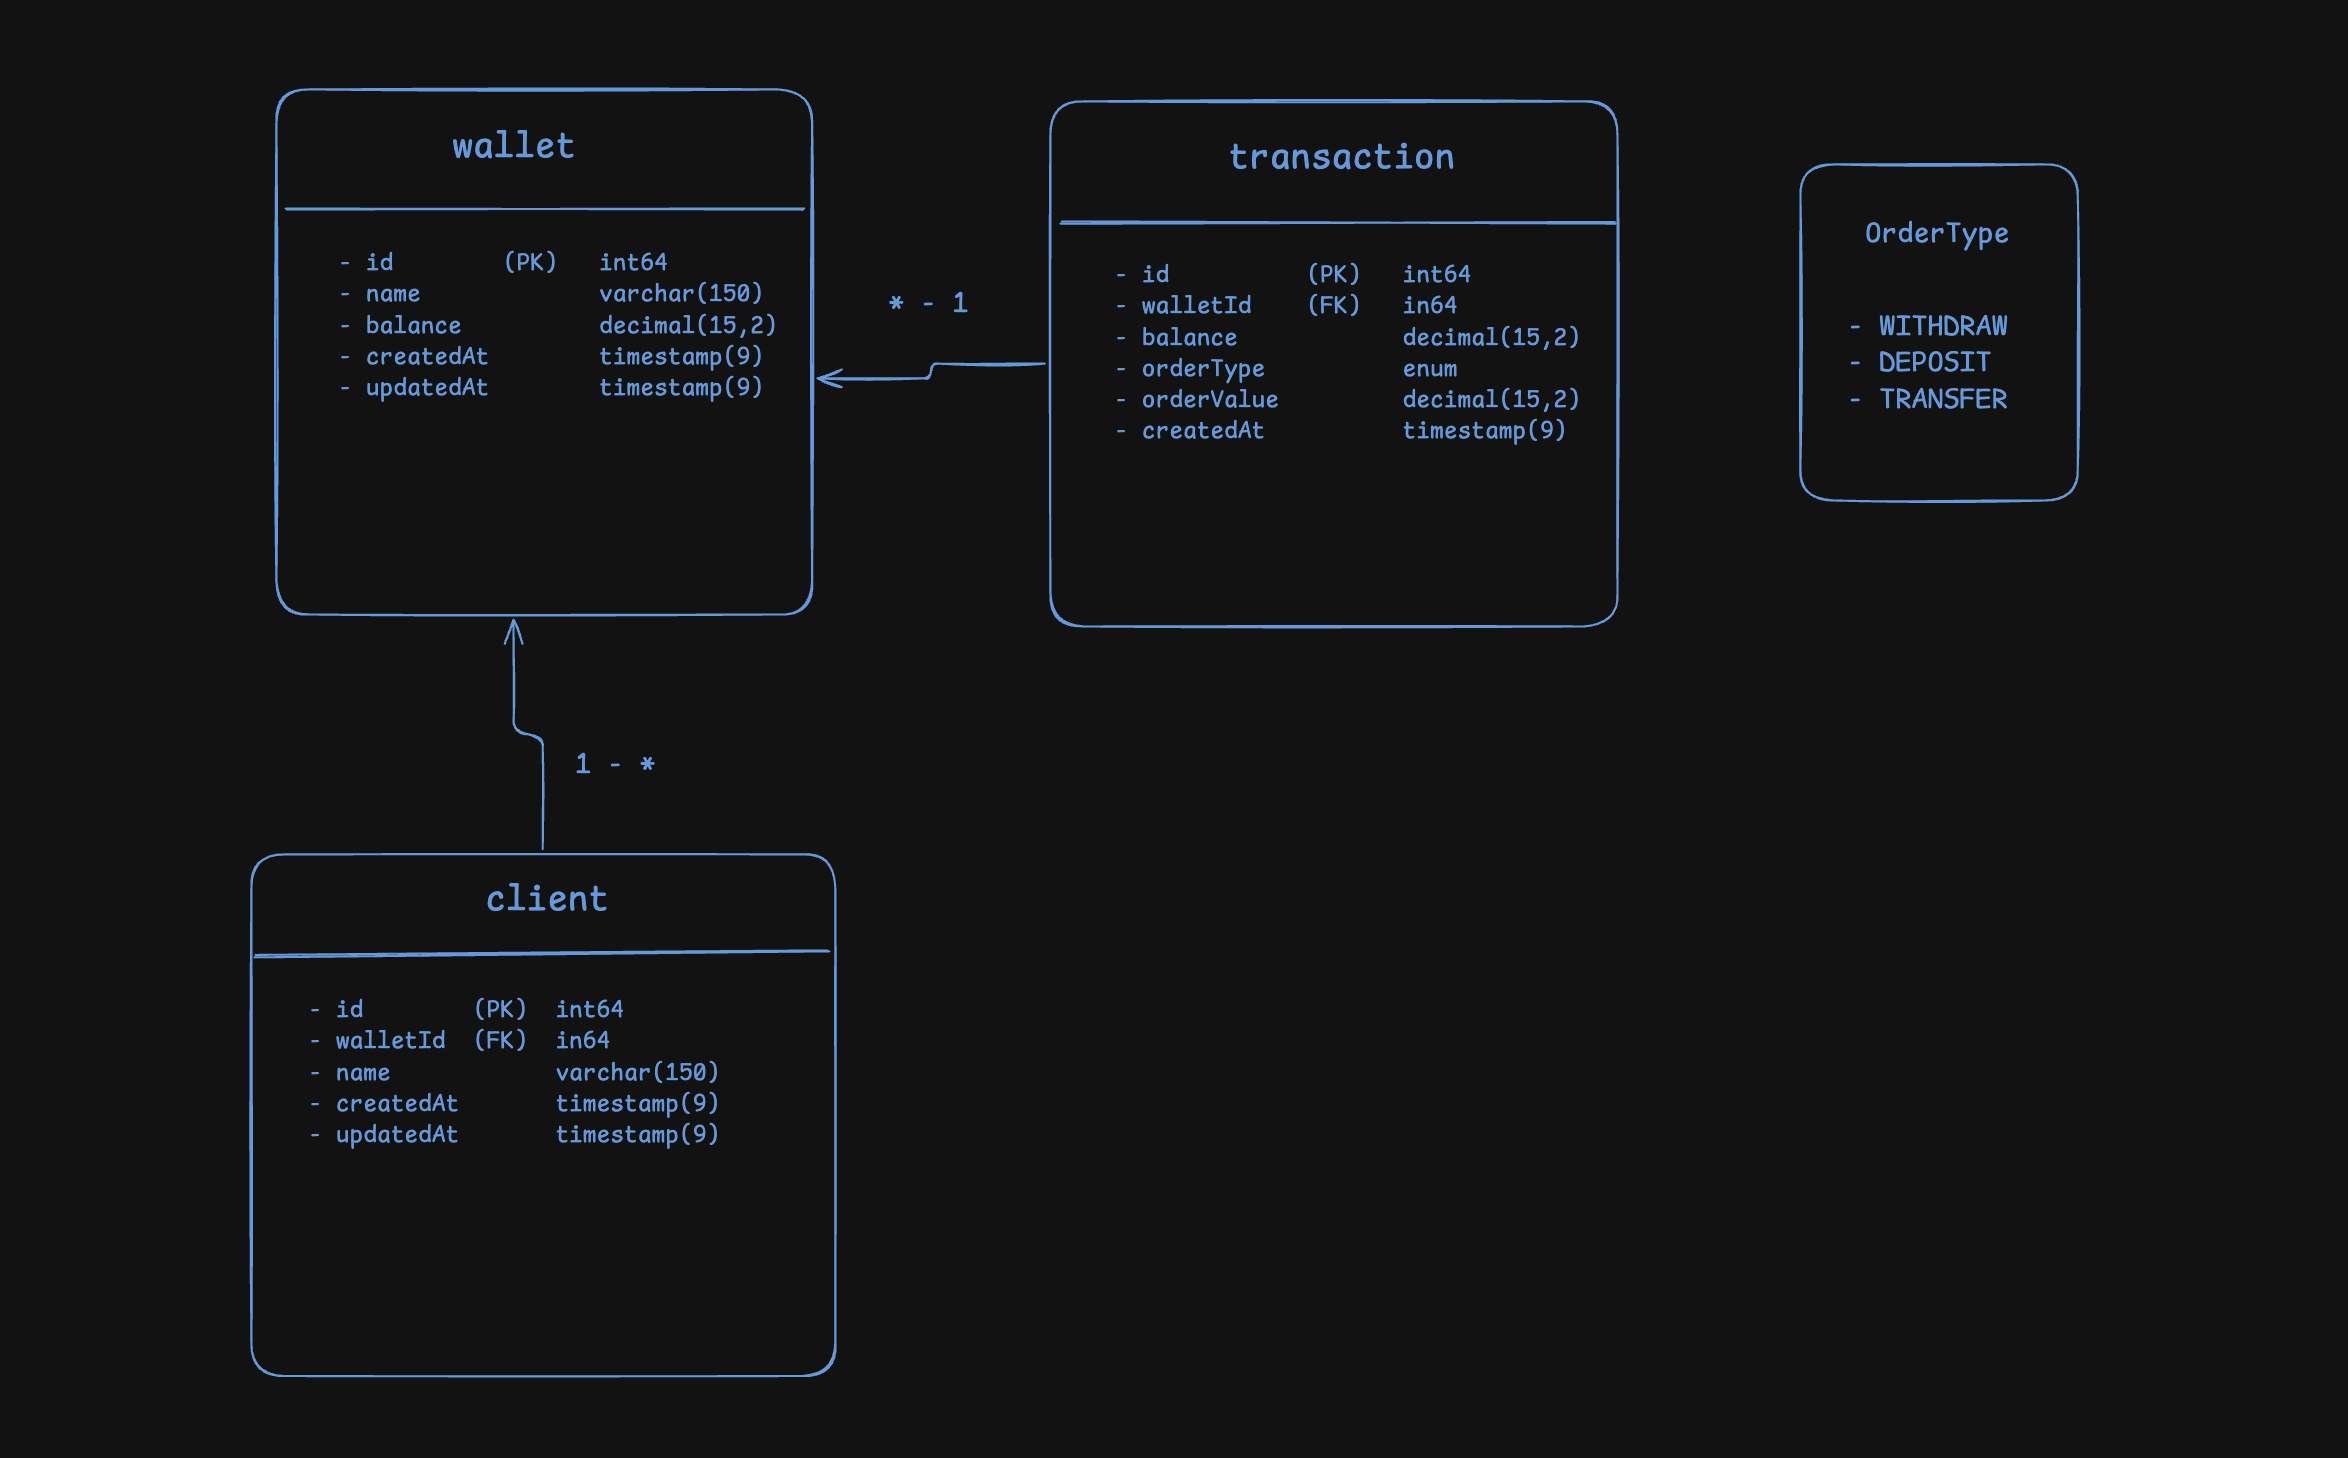 wallet
- id (PK) int64
- name varchar(150)
- balance decimal(15,2)
- createdAt timestamp(9)
- updatedAt timestamp(9)
* - 1
transaction
- id (PK) int64
- walletId (FK) in64
- balance decimal(15,2)
- orderType enum
- orderValue decimal(15,2)
- createdAt timestamp(9)
OrderType
- WITHDRAW
- DEPOSIT
- TRANSFER
1 - *
client
- id (PK) int64
- walletId (FK) in64
- name varchar(150)
- createdAt timestamp(9)
- updatedAt timestamp(9)